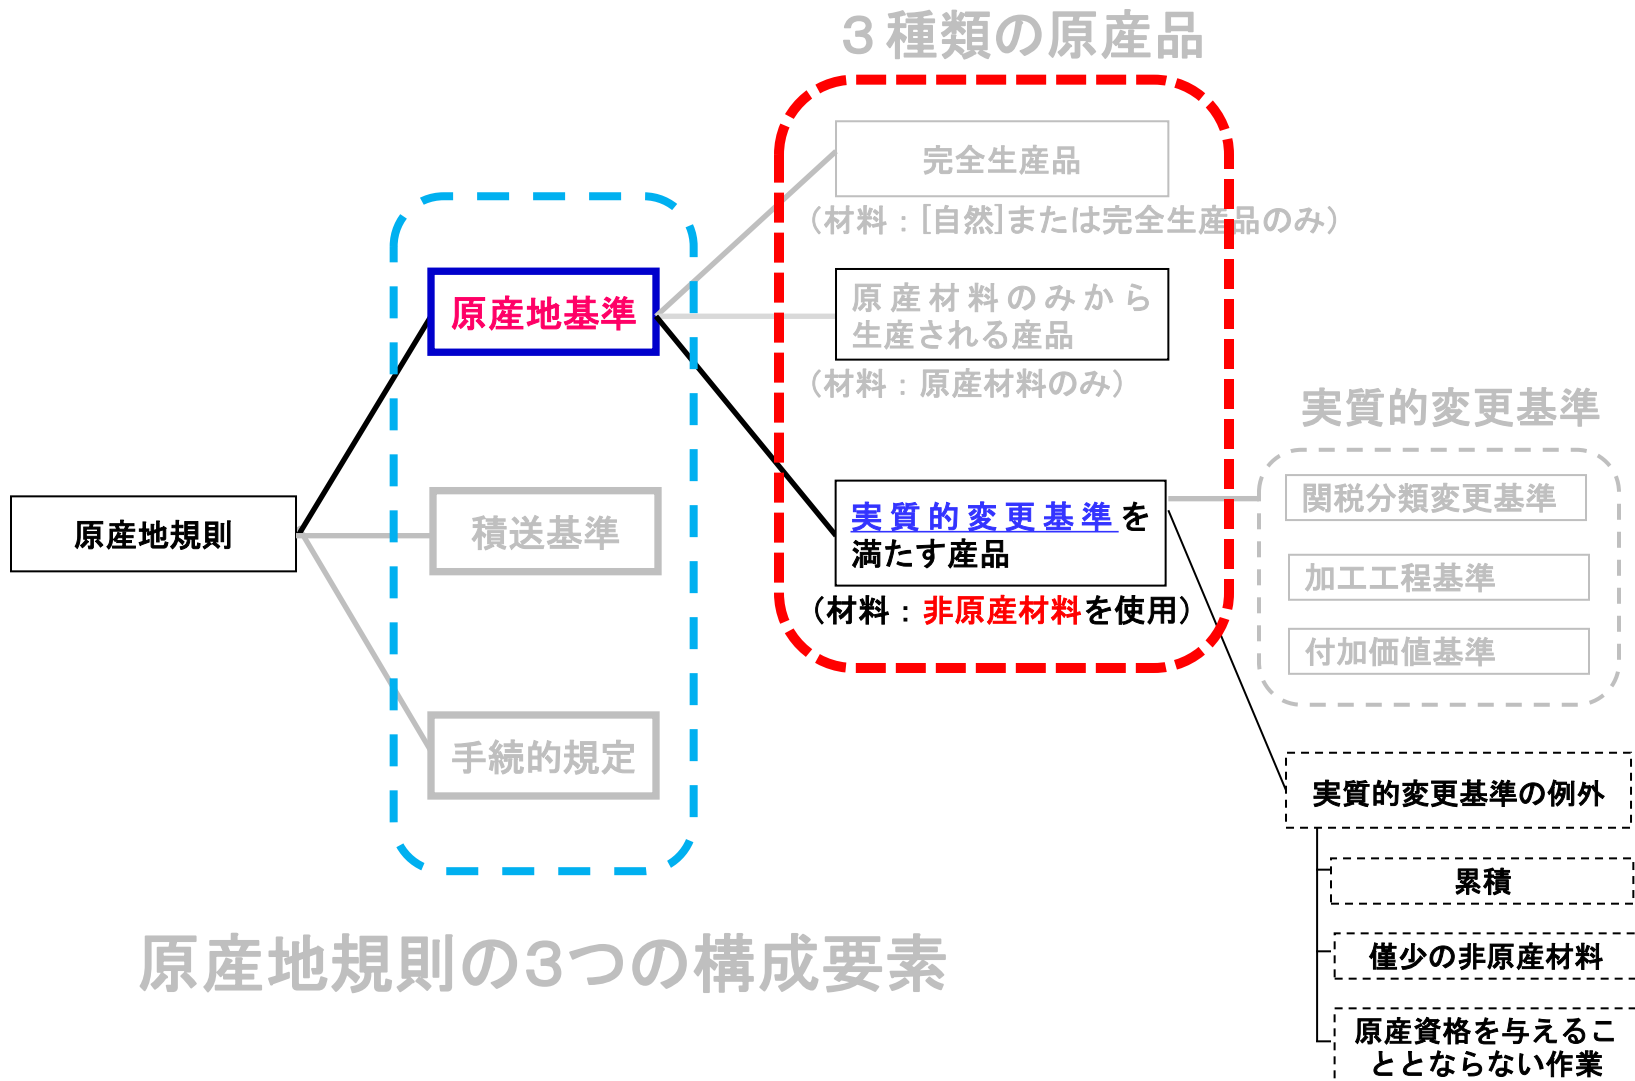 ３種類の原産品
完全生産品
（材料：[自然]または完全生産品のみ）
原産地基準
原産材料のみから
生産される産品
（材料：原産材料のみ）
実質的変更基準
関税分類変更基準
原産地規則
積送基準
実質的変更基準を
満たす産品
加工工程基準
（材料：非原産材料を使用）
付加価値基準
手続的規定
実質的変更基準の例外
累積
原産地規則の3つの構成要素
僅少の非原産材料
原産資格を与えるこ
ととならない作業